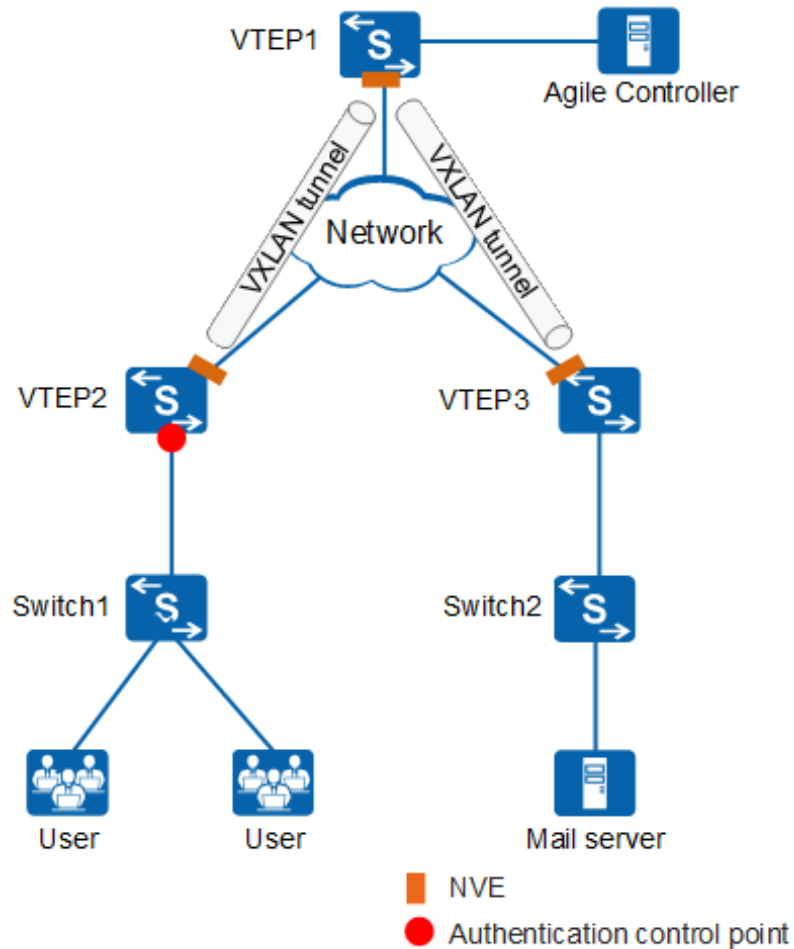 VTEP1
S
Agile Controller
VXLAN tunnel
VXLAN tunnel
Network
VTEP2
S
VTEP3
S
Switch1
S
Switch2
S
User
User
Mail server
NVE
Authentication control point